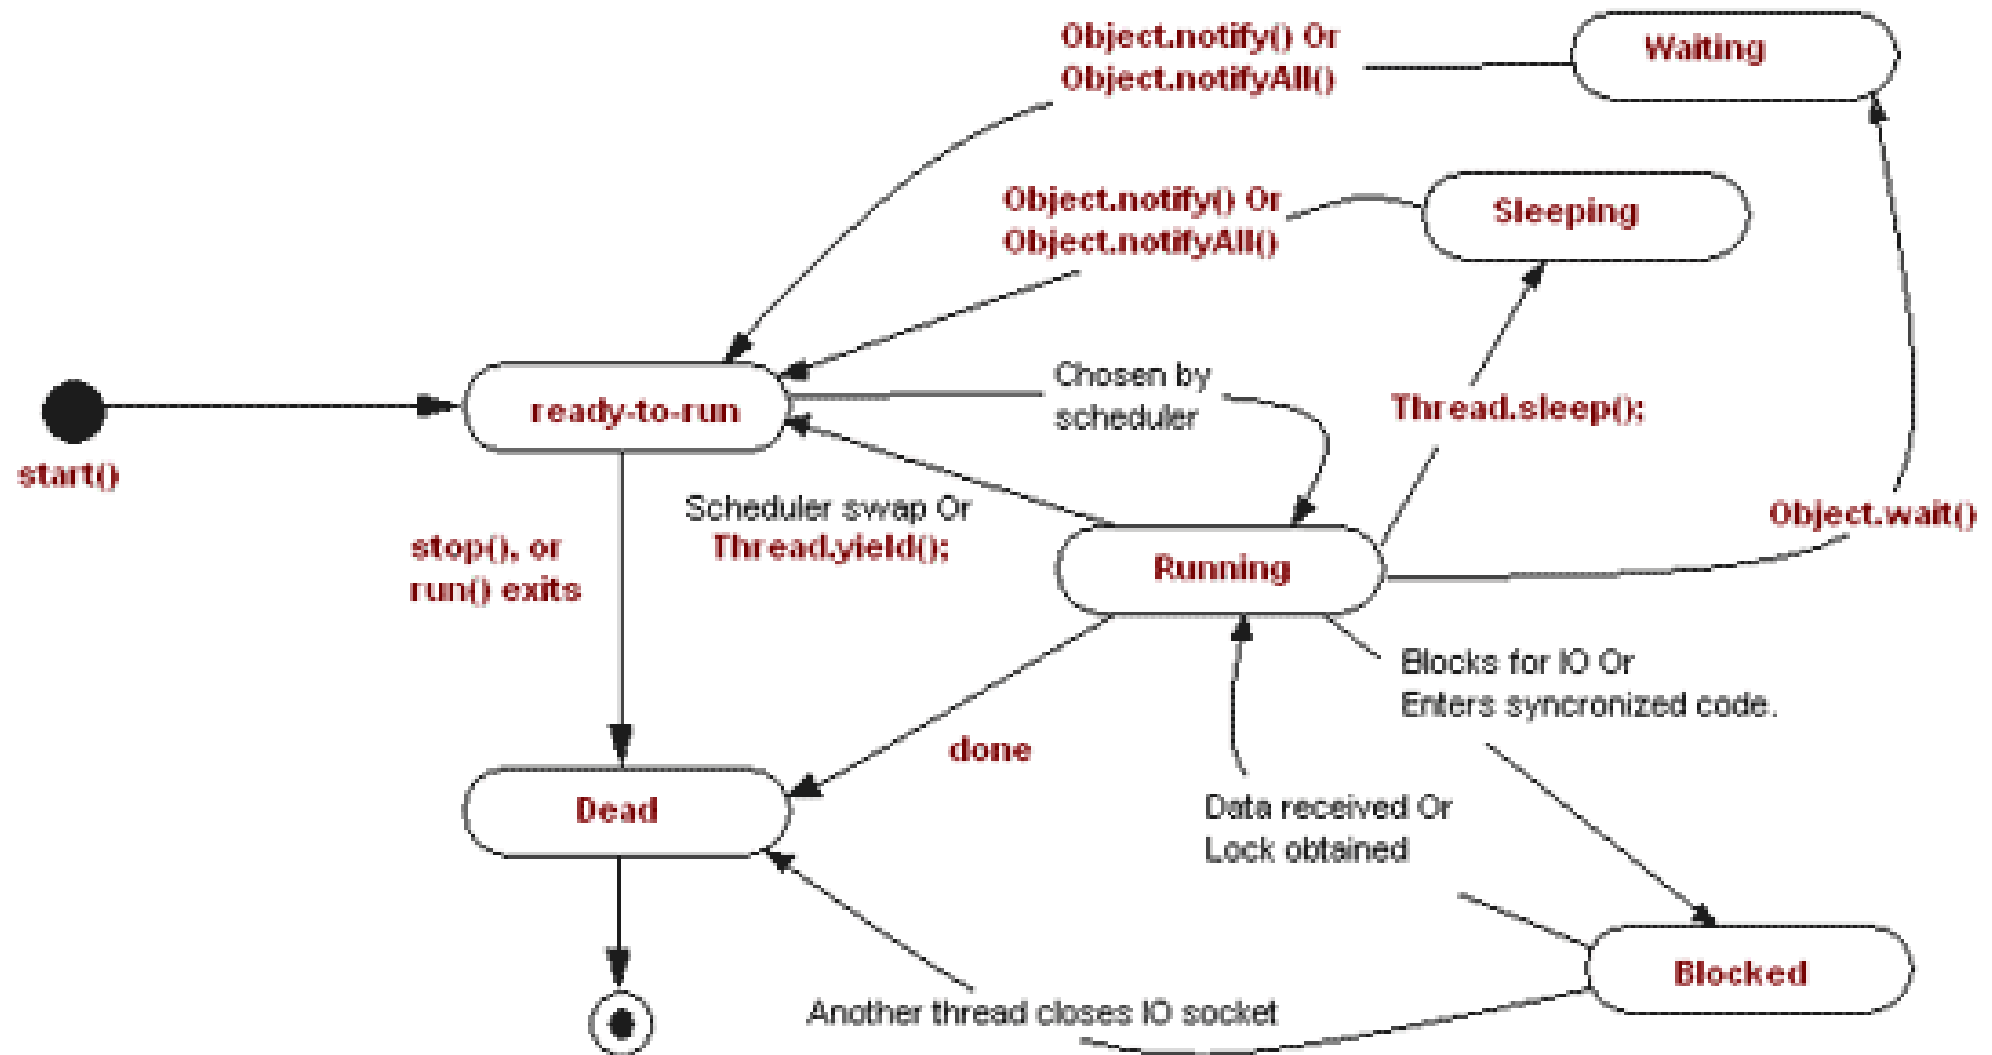 Object.notify() Or
Object.notifyAll()
Waiting
Object.notify() Or
Object.notifyAll()
Sleeping
Chosen by
scheduler
Thread.sleep();
ready-to-run
start()
Scheduler swap Or
Thread.yield();
Object.wait()
stop(), or
run() exits
Running
Blocks for IO Or
Enters syncronized code.
done
Dead
Data received Or
Lock obtained
Blocked
Another thread closes IO socket